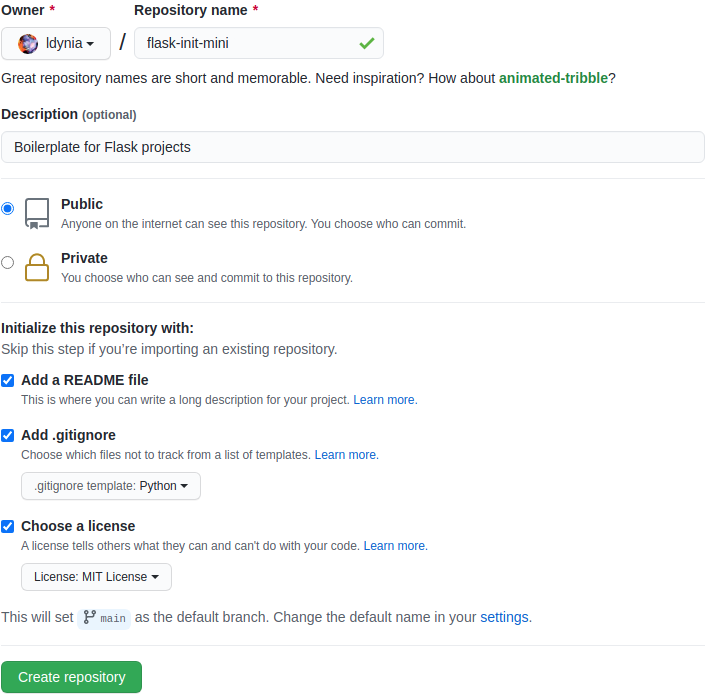 Owner * Repository name *
ldynia / flask-init-mini
Great repository names are short and memorable. Need inspiration? How about animated-tribble?
Description (optional)
Boilerplate for Flask projects
Public
Anyone on the internet can see this repository. You choose who can commit.
Private
You choose who can see and commit to this repository.
Initialize this repository with:
Skip this step if you’re importing an existing repository.
Add a README file
This is where you can write a long description for your project. Learn more.
Add .gitignore
Choose which files not to track from a list of templates. Learn more.
.gitignore template: Python
Choose a license
A license tells others what they can and can't do with your code. Learn more.
License: MIT License
This will set main as the default branch. Change the default name in your settings.
Create repository